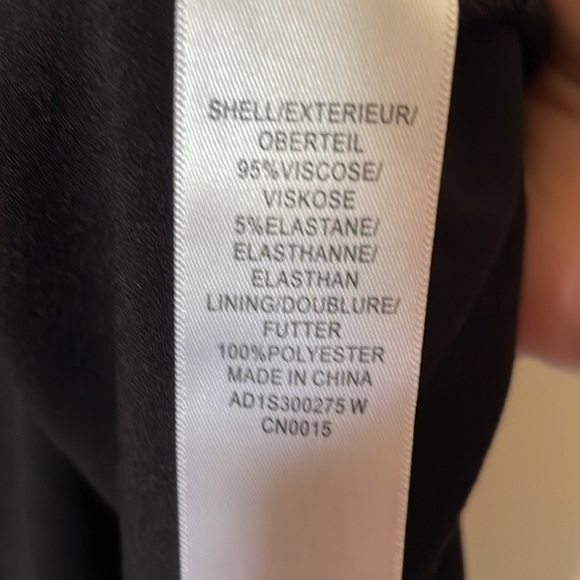 SHELL/EXTERIEUR/
OBERTEIL
95%VISCOSE/
VISKOSE
5%ELASTANE/
ELASTHANNE/
ELASTHAN
LINING/DOUBLURE/
FUTTER
100%POLYESTER
MADE IN CHINA
AD1S300275 W
CN0015